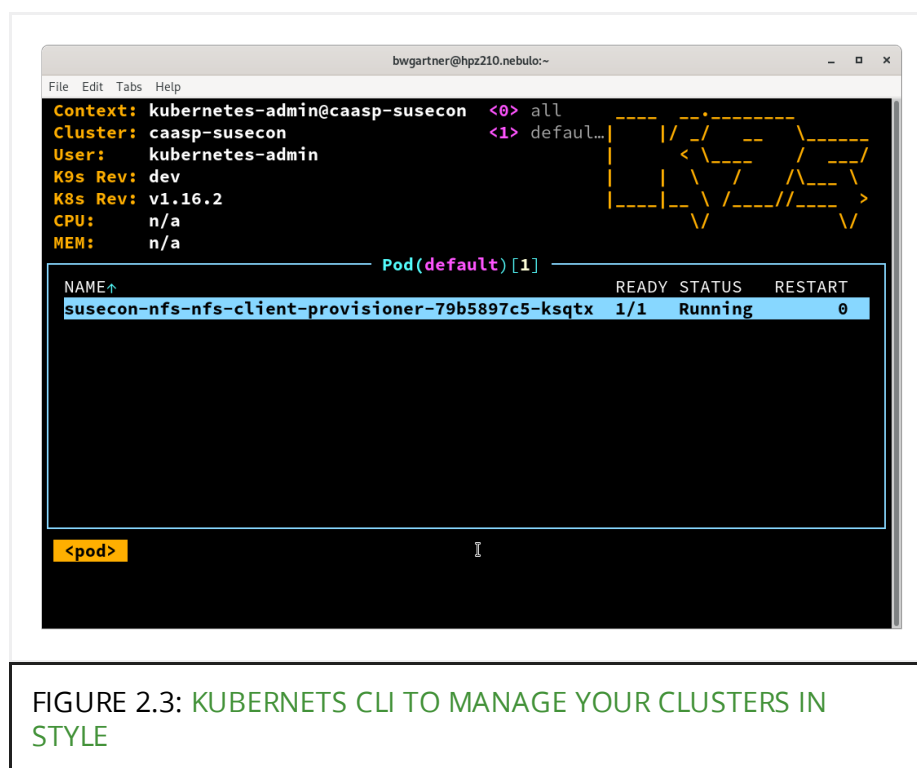 bwgartner@hpz210.nebulo:~
File Edit Tabs Help
Context: kubernetes-admin@caasp-susecon <0> all
Cluster: caasp-susecon <1> defaul…
User: kubernetes-admin
K9s Rev: dev
K8s Rev: v1.16.2
CPU: n/a
MEM: n/a
K9s
Pod(default)[1]
NAME↑ READY STATUS RESTART
susecon-nfs-nfs-client-provisioner-79b5897c5-ksqtx 1/1 Running 0
<pod>
FIGURE 2.3: KUBERNETS CLI TO MANAGE YOUR CLUSTERS IN
STYLE